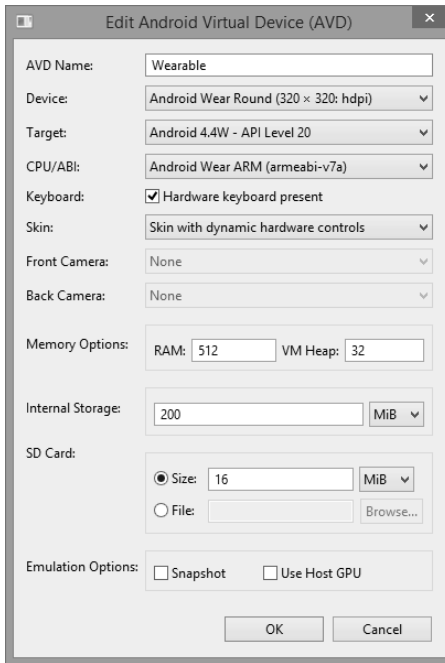 Edit Android Virtual Device (AVD)
AVD Name: Wearable
Device: Android Wear Round (320 × 320: hdpi)
Target: Android 4.4W - API Level 20
CPU/ABI: Android Wear ARM (armeabi-v7a)
Keyboard: Hardware keyboard present
Skin: Skin with dynamic hardware controls
Front Camera: None
Back Camera: None
Memory Options: RAM: 512 VM Heap: 32
Internal Storage: 200 MiB
SD Card:
Size: 16 MiB
File: Browse...
Emulation Options: Snapshot Use Host GPU
OK Cancel